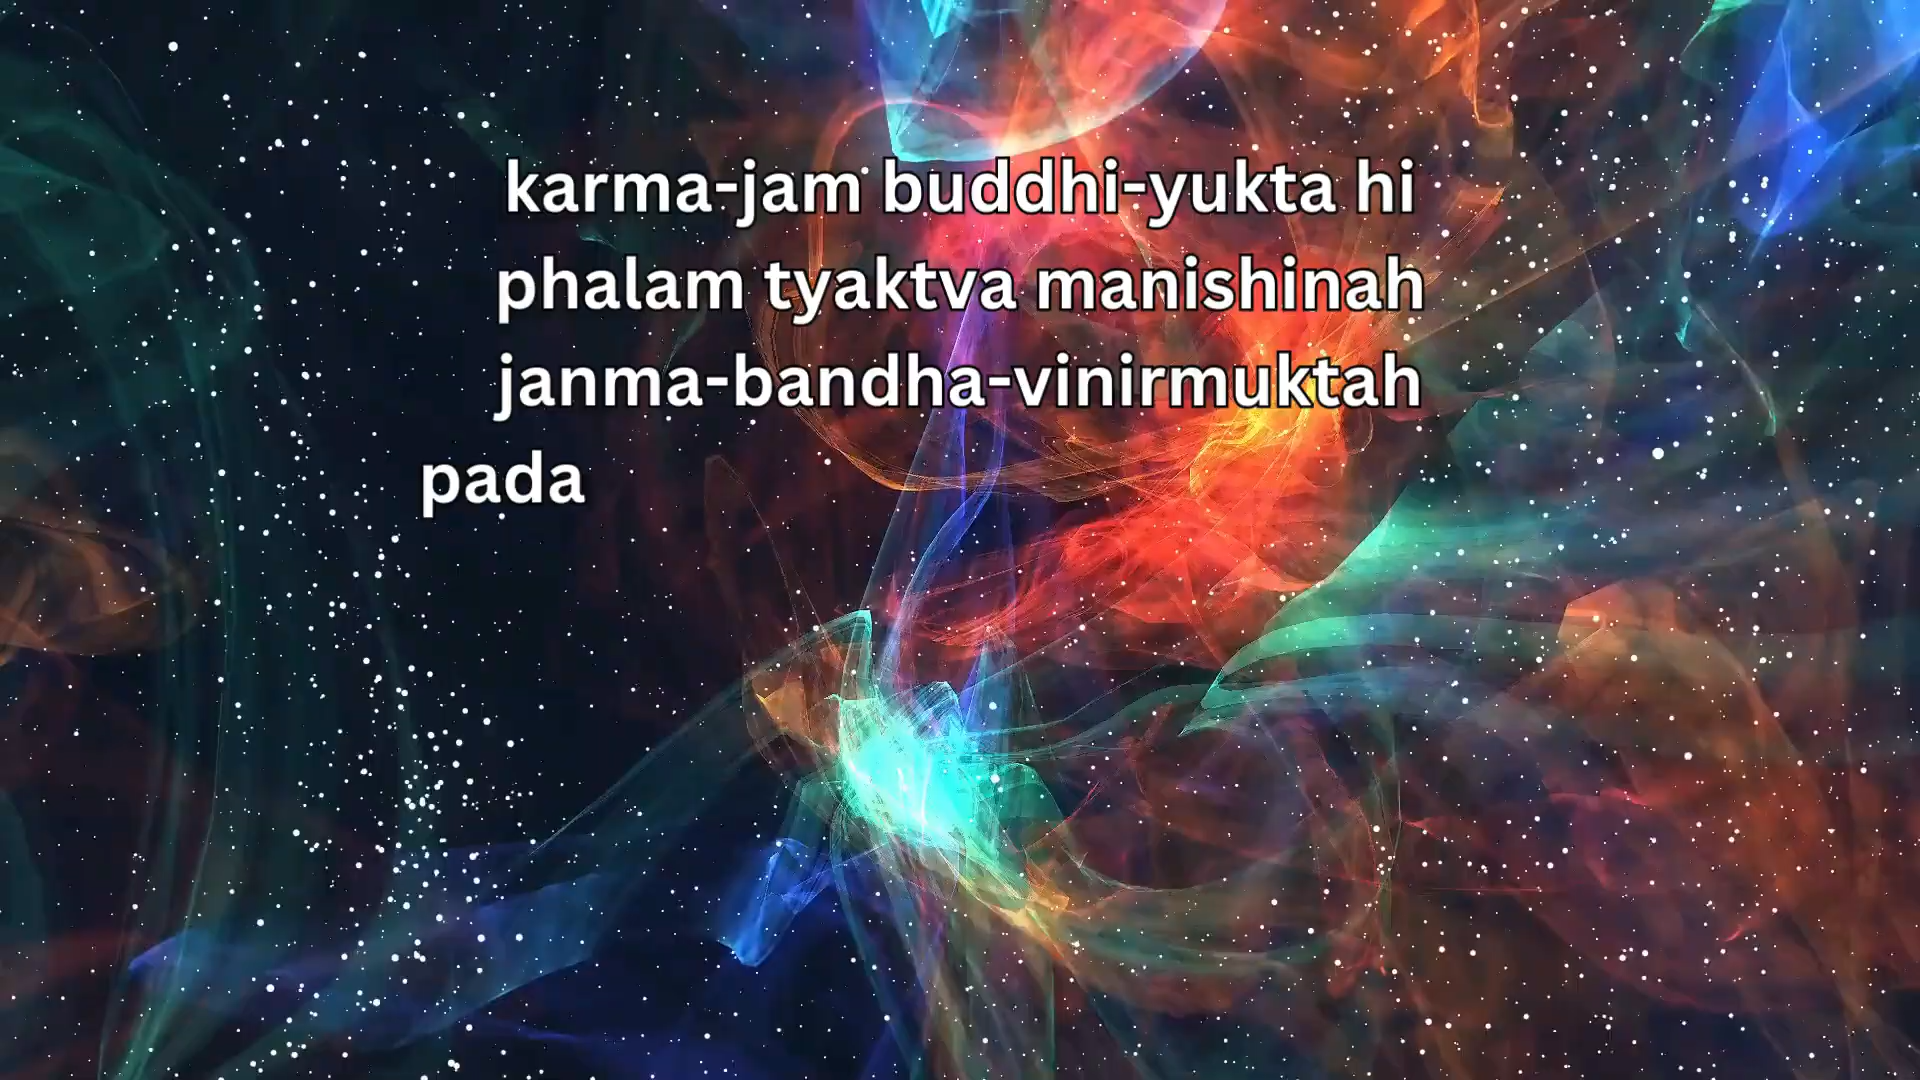 karma-jam buddhi-yukta hi
phalam tyaktva manishinah
janma-bandha-vinirmuktah
pada